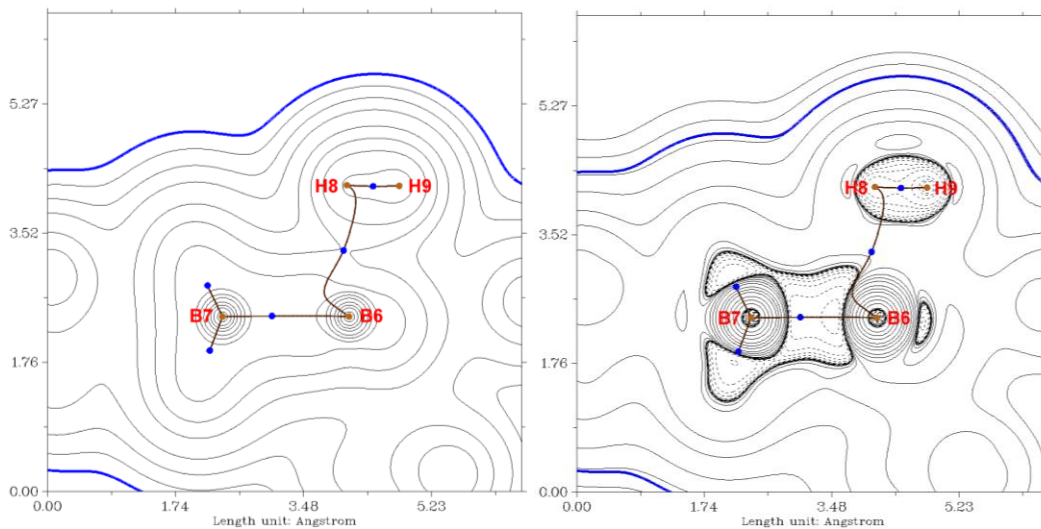 5.27
3.52
1.76
0.00
H8
H9
B7
B6
0.00
1.74
3.48
5.23
Length unit: Angstrom
5.27
3.52
1.76
0.00
H8
H9
B7
B6
0.00
1.74
3.48
5.23
Length unit: Angstrom